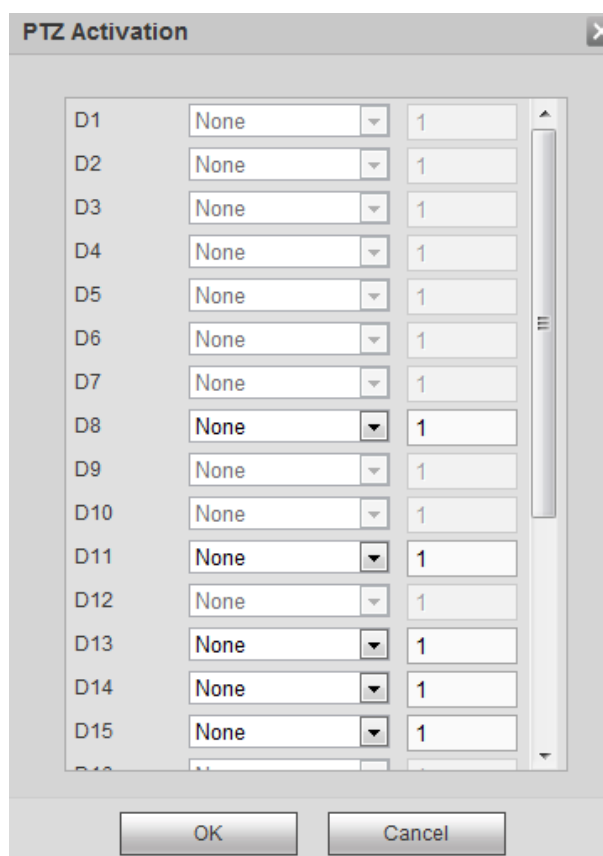 PTZ Activation
D1 None 1
D2 None 1
D3 None 1
D4 None 1
D5 None 1
D6 None 1
D7 None 1
D8 None 1
D9 None 1
D10 None 1
D11 None 1
D12 None 1
D13 None 1
D14 None 1
D15 None 1
OK Cancel